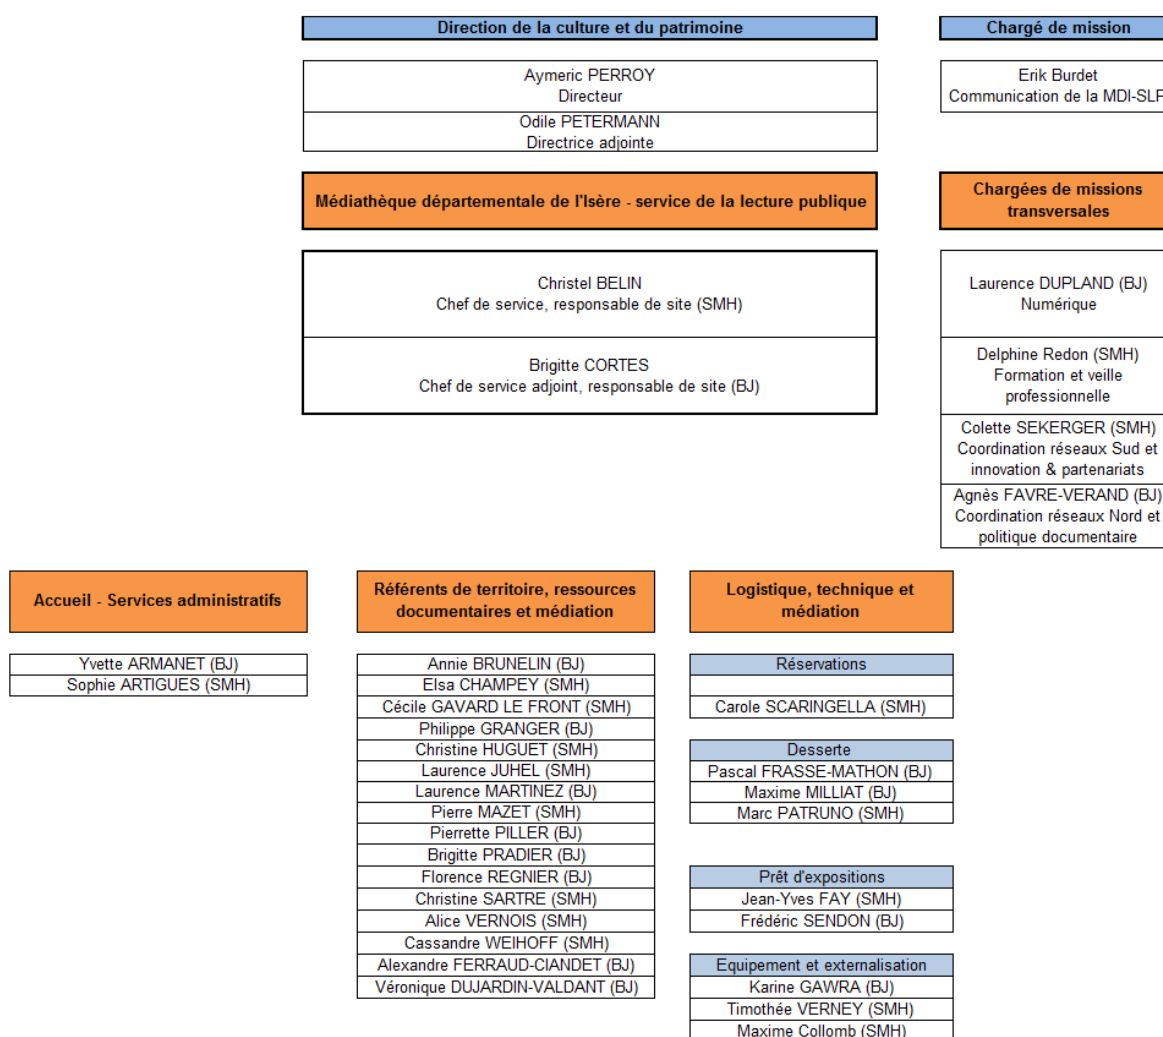 Direction de la culture et du patrimoine
Chargé de mission
Aymeric PERROY
Directeur
Erik Burdet
Communication de la MDI-SLP
Odile PETERMANN
Directrice adjointe
Médiathèque départementale de l'Isère - service de la lecture publique
Chargées de missions
transversales
Christel BELIN
Chef de service, responsable de site (SMH)
Laurence DUPLAND (BJ)
Numérique
Brigitte CORTES
Chef de service adjoint, responsable de site (BJ)
Delphine Redon (SMH)
Formation et veille
professionnelle
Colette SEKERGER (SMH)
Coordination réseaux Sud et
innovation & partenariats
Agnès FAVRE-VERAND (BJ)
Coordination réseaux Nord et
politique documentaire
Accueil - Services administratifs
Yvette ARMANET (BJ)
Sophie ARTIGUES (SMH)
Référents de territoire, ressources
documentaires et médiation
Annie BRUNELIN (BJ)
Elsa CHAMPEY (SMH)
Cécile GAVARD LE FRONT (SMH)
Philippe GRANGER (BJ)
Christine HUGUET (SMH)
Laurence JUHEL (SMH)
Laurence MARTINEZ (BJ)
Pierre MAZET (SMH)
Pierrette PILLER (BJ)
Brigitte PRADIER (BJ)
Florence REGNIER (BJ)
Christine SARTRE (SMH)
Alice VERNOIS (SMH)
Cassandre WEIHOFF (SMH)
Alexandre FERRAUD-CIANDET (BJ)
Véronique DUJARDIN-VALDANT (BJ)
Logistique, technique et
médiation
Réservations
Carole SCARINGELLA (SMH)
Desserte
Pascal FRASSE-MATHON (BJ)
Maxime MILLIAT (BJ)
Marc PATRUNO (SMH)
Prêt d'expositions
Jean-Yves FAY (SMH)
Frédéric SENDON (BJ)
Equipement et externalisation
Karine GAWRA (BJ)
Timothée VERNEY (SMH)
Maxime Collomb (SMH)